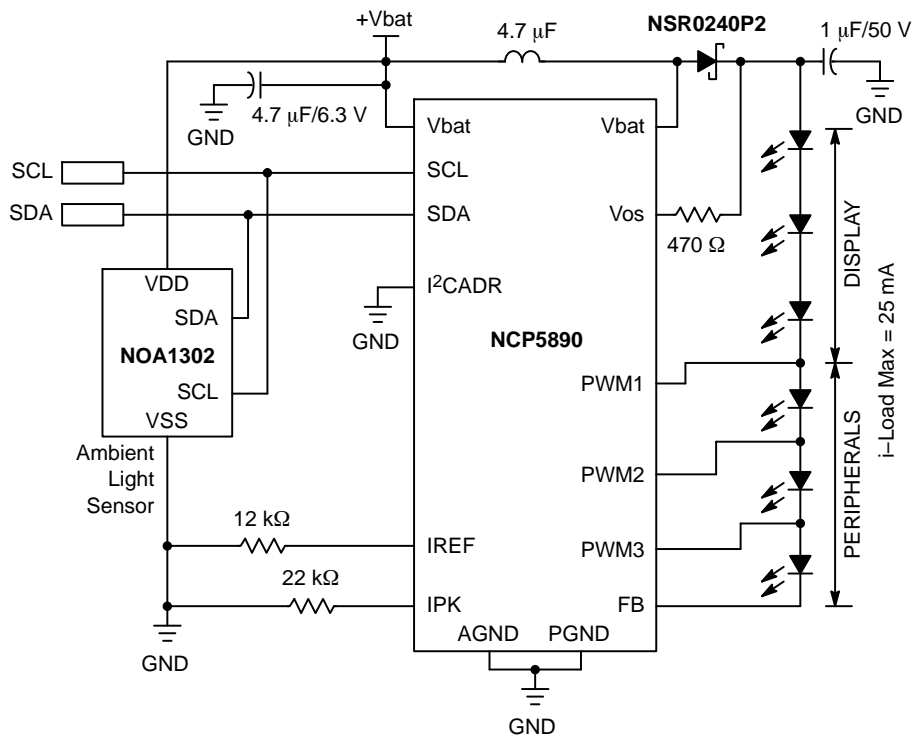 +Vbat
4.7 μF
NSR0240P2
1 μF/50 V
GND
4.7 μF/6.3 V
GND
Vbat
Vbat
SCL
SCL
SDA
SDA
Vos
470 Ω
VDD
SDA
NOA1302
SCL
VSS
I²CADR
GND
NCP5890
DISPLAY
i–Load Max = 25 mA
PERIPHERALS
PWM1
PWM2
PWM3
Ambient
Light
Sensor
12 kΩ
IREF
22 kΩ
IPK
FB
AGND
PGND
GND
GND